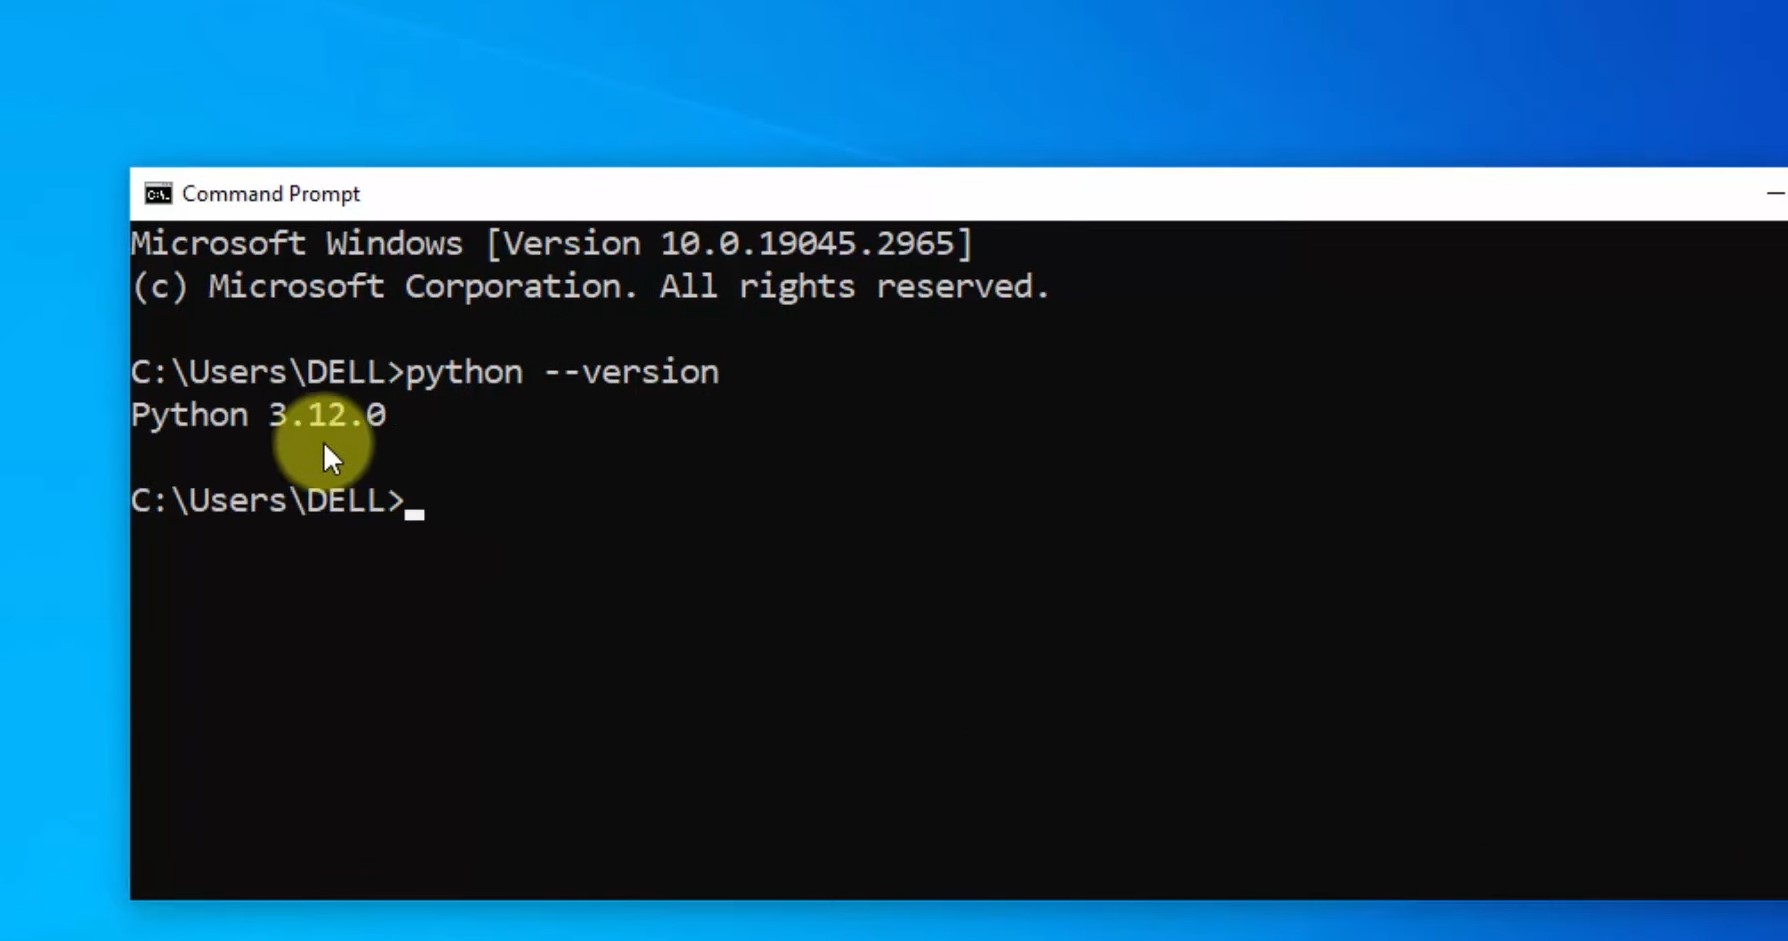 Command Prompt
Microsoft Windows [Version 10.0.19045.2965]
(c) Microsoft Corporation. All rights reserved.
C:\Users\DELL>python --version
Python 3.12.0
C:\Users\DELL>